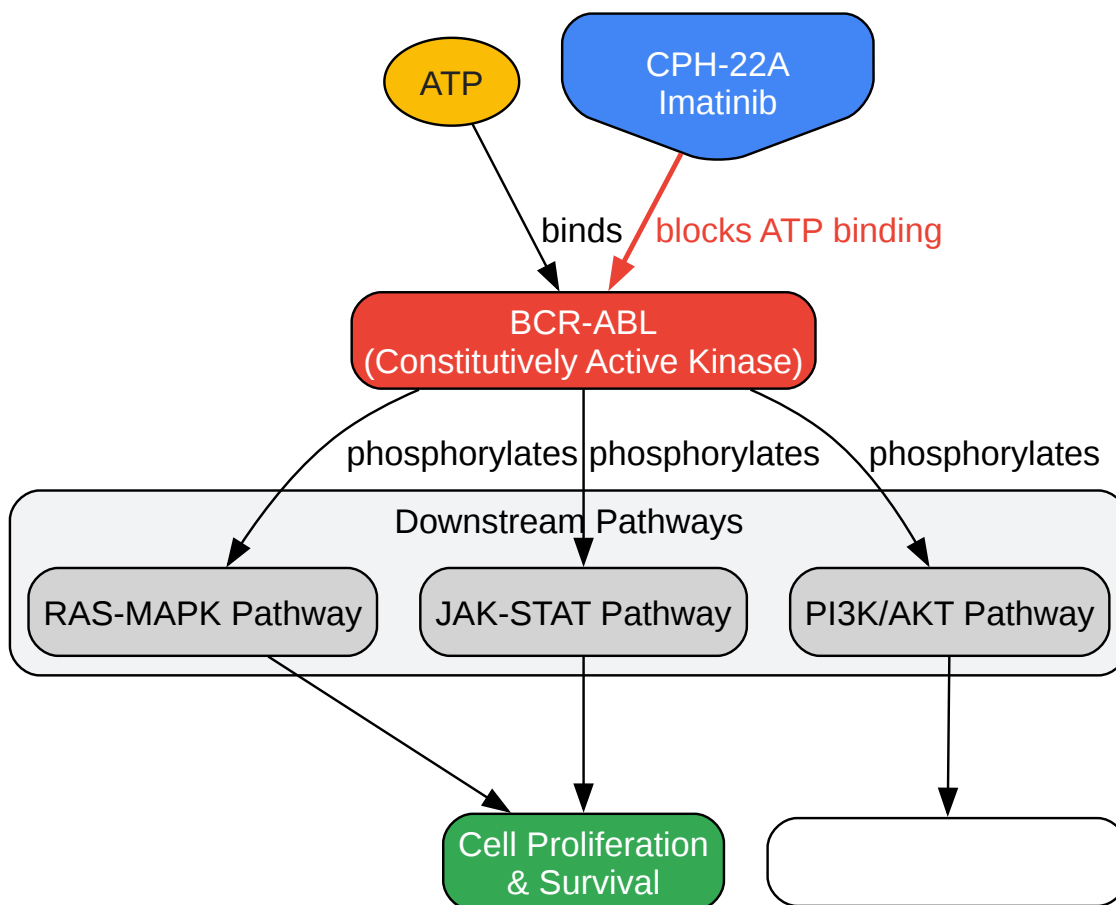 ATP
CPH-22A
Imatinib
binds
blocks ATP binding
BCR-ABL
(Constitutively Active Kinase)
phosphorylates
phosphorylates
phosphorylates
Downstream Pathways
RAS-MAPK Pathway
JAK-STAT Pathway
PI3K/AKT Pathway
Cell Proliferation
& Survival